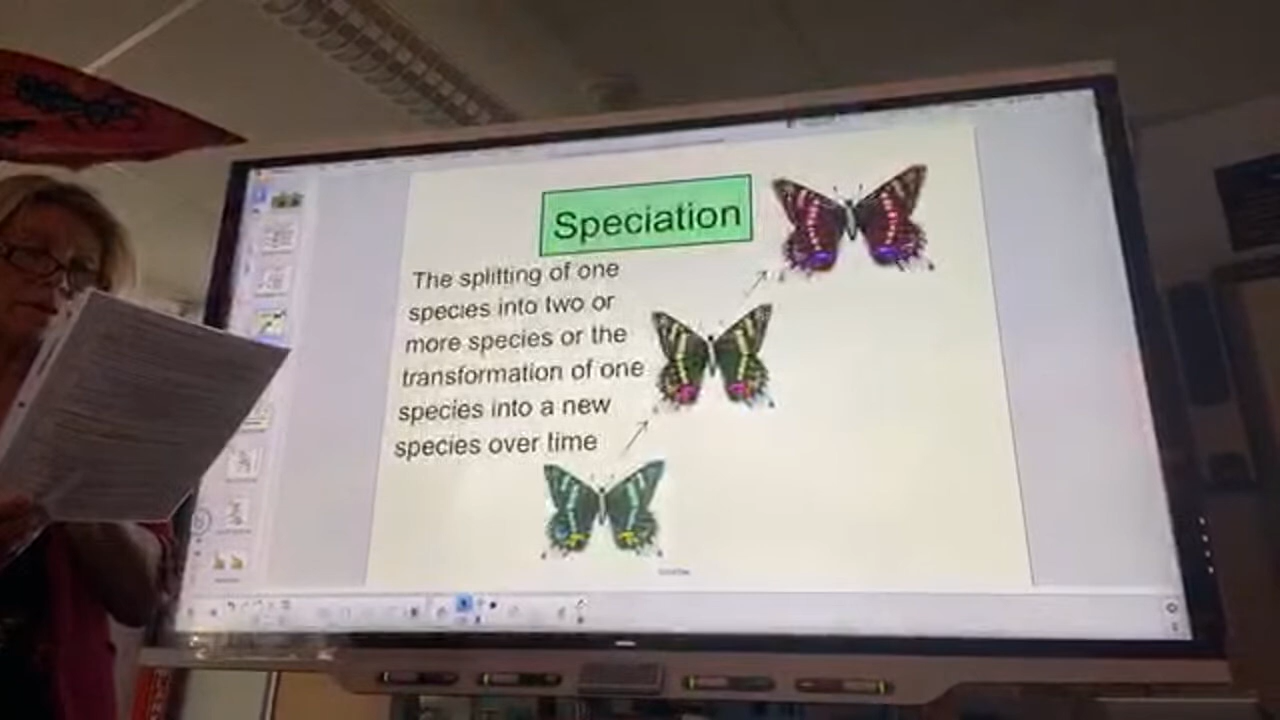 Speciation
The splitting of one
species into two or
more species or the
transformation of one
species into a new
species over time